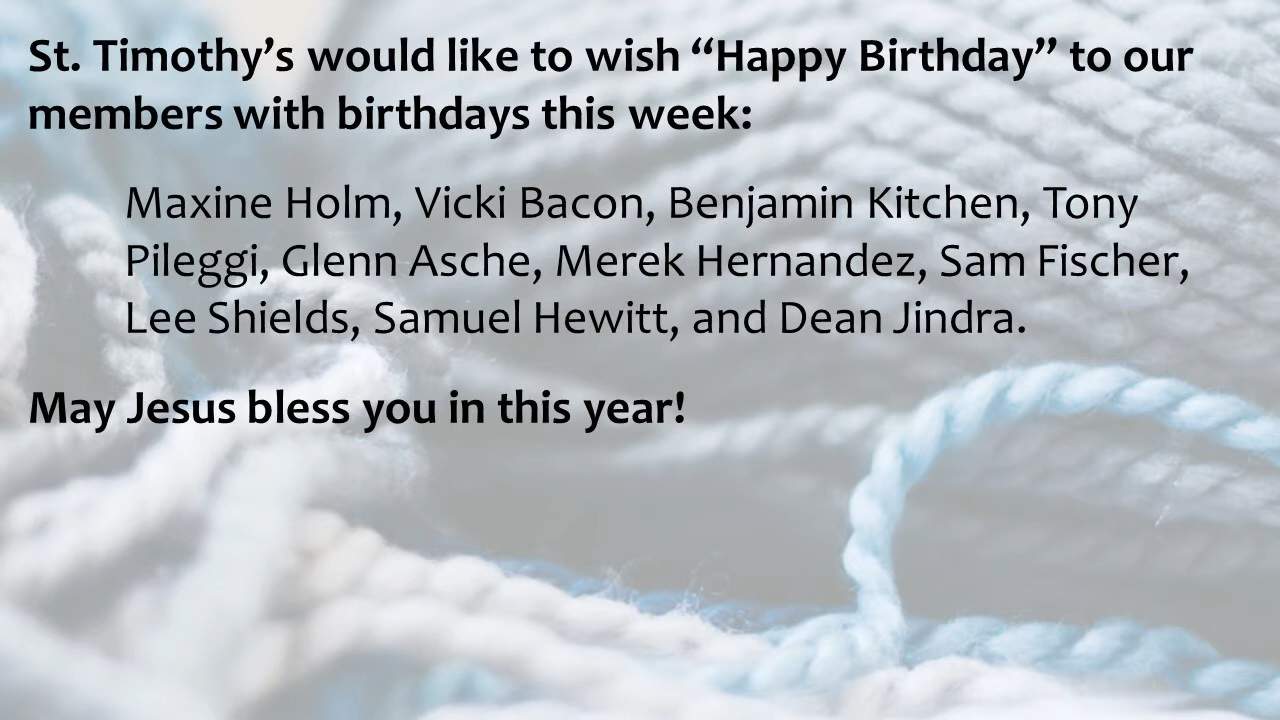 St. Timothy’s would like to wish “Happy Birthday” to our
members with birthdays this week:
Maxine Holm, Vicki Bacon, Benjamin Kitchen, Tony
Pileggi, Glenn Asche, Merek Hernandez, Sam Fischer,
Lee Shields, Samuel Hewitt, and Dean Jindra.
May Jesus bless you in this year!